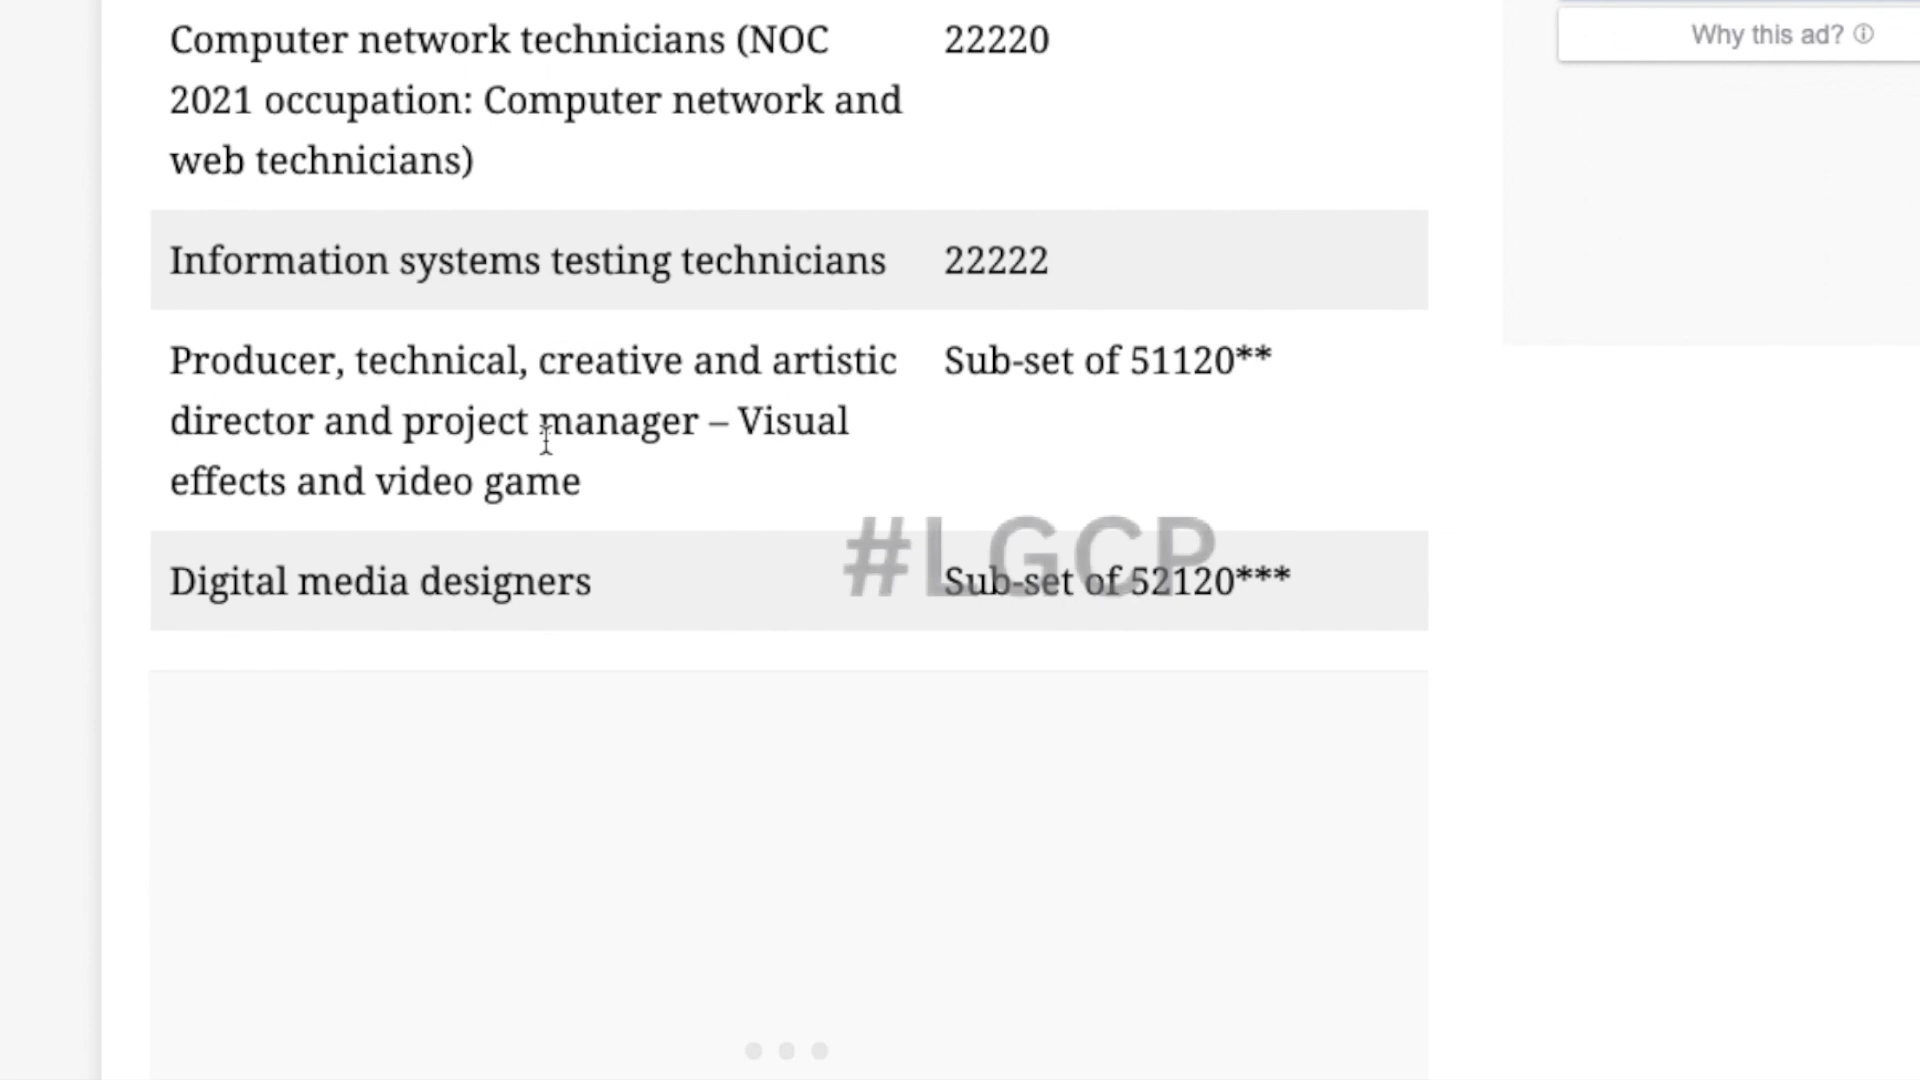 Computer network technicians (NOC 22220
2021 occupation: Computer network and
web technicians)
Why this ad?
Information systems testing technicians 22222
Producer, technical, creative and artistic Sub-set of 51120**
director and project manager – Visual
effects and video game
#LGCP
Digital media designers Sub-set of 52120***